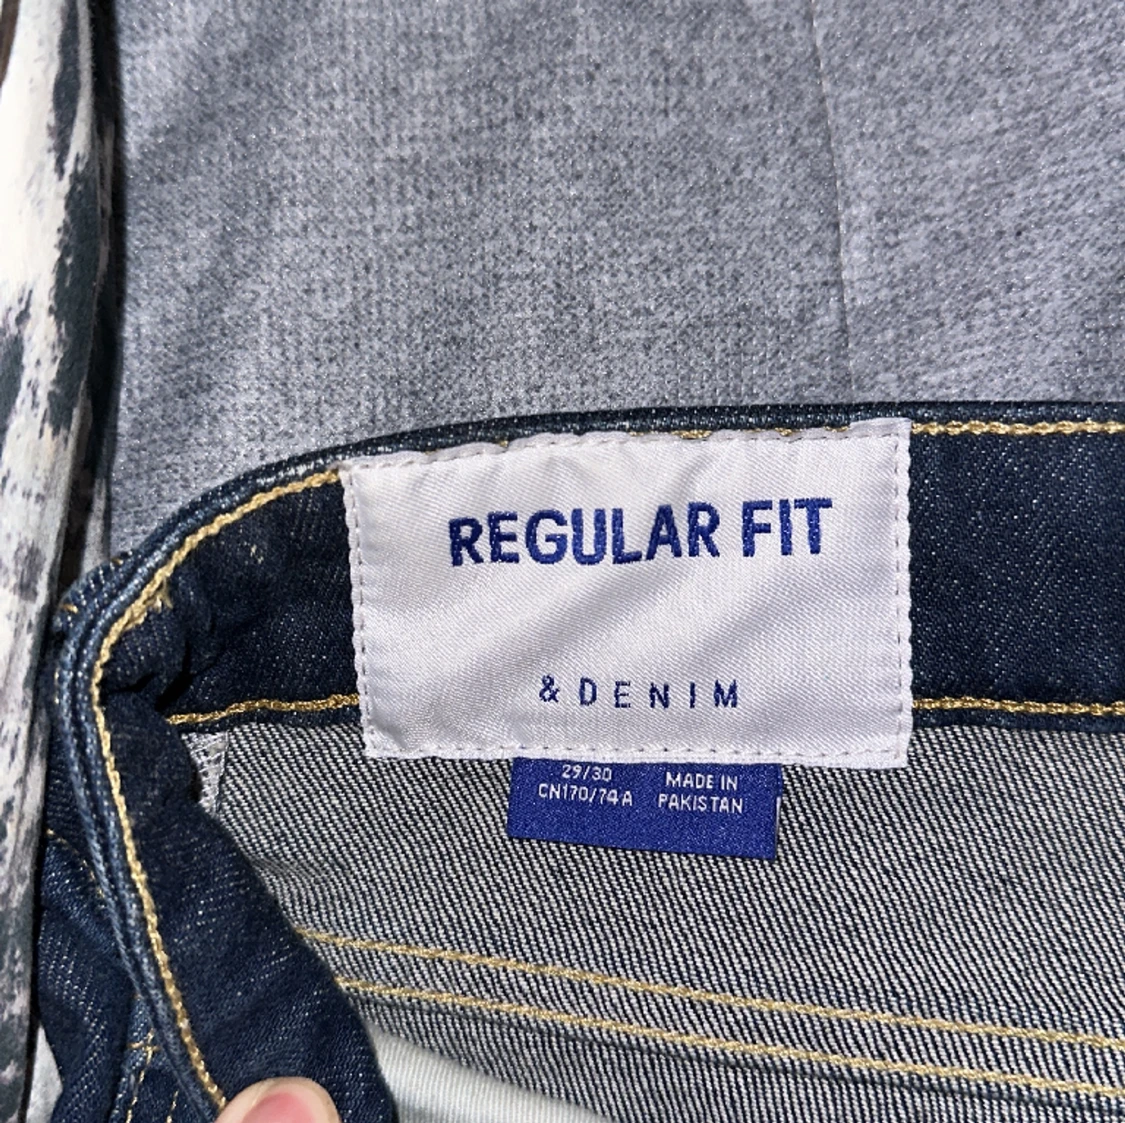 REGULAR FIT
& DENIM
29/30
CN170/74A
MADE IN
PAKISTAN